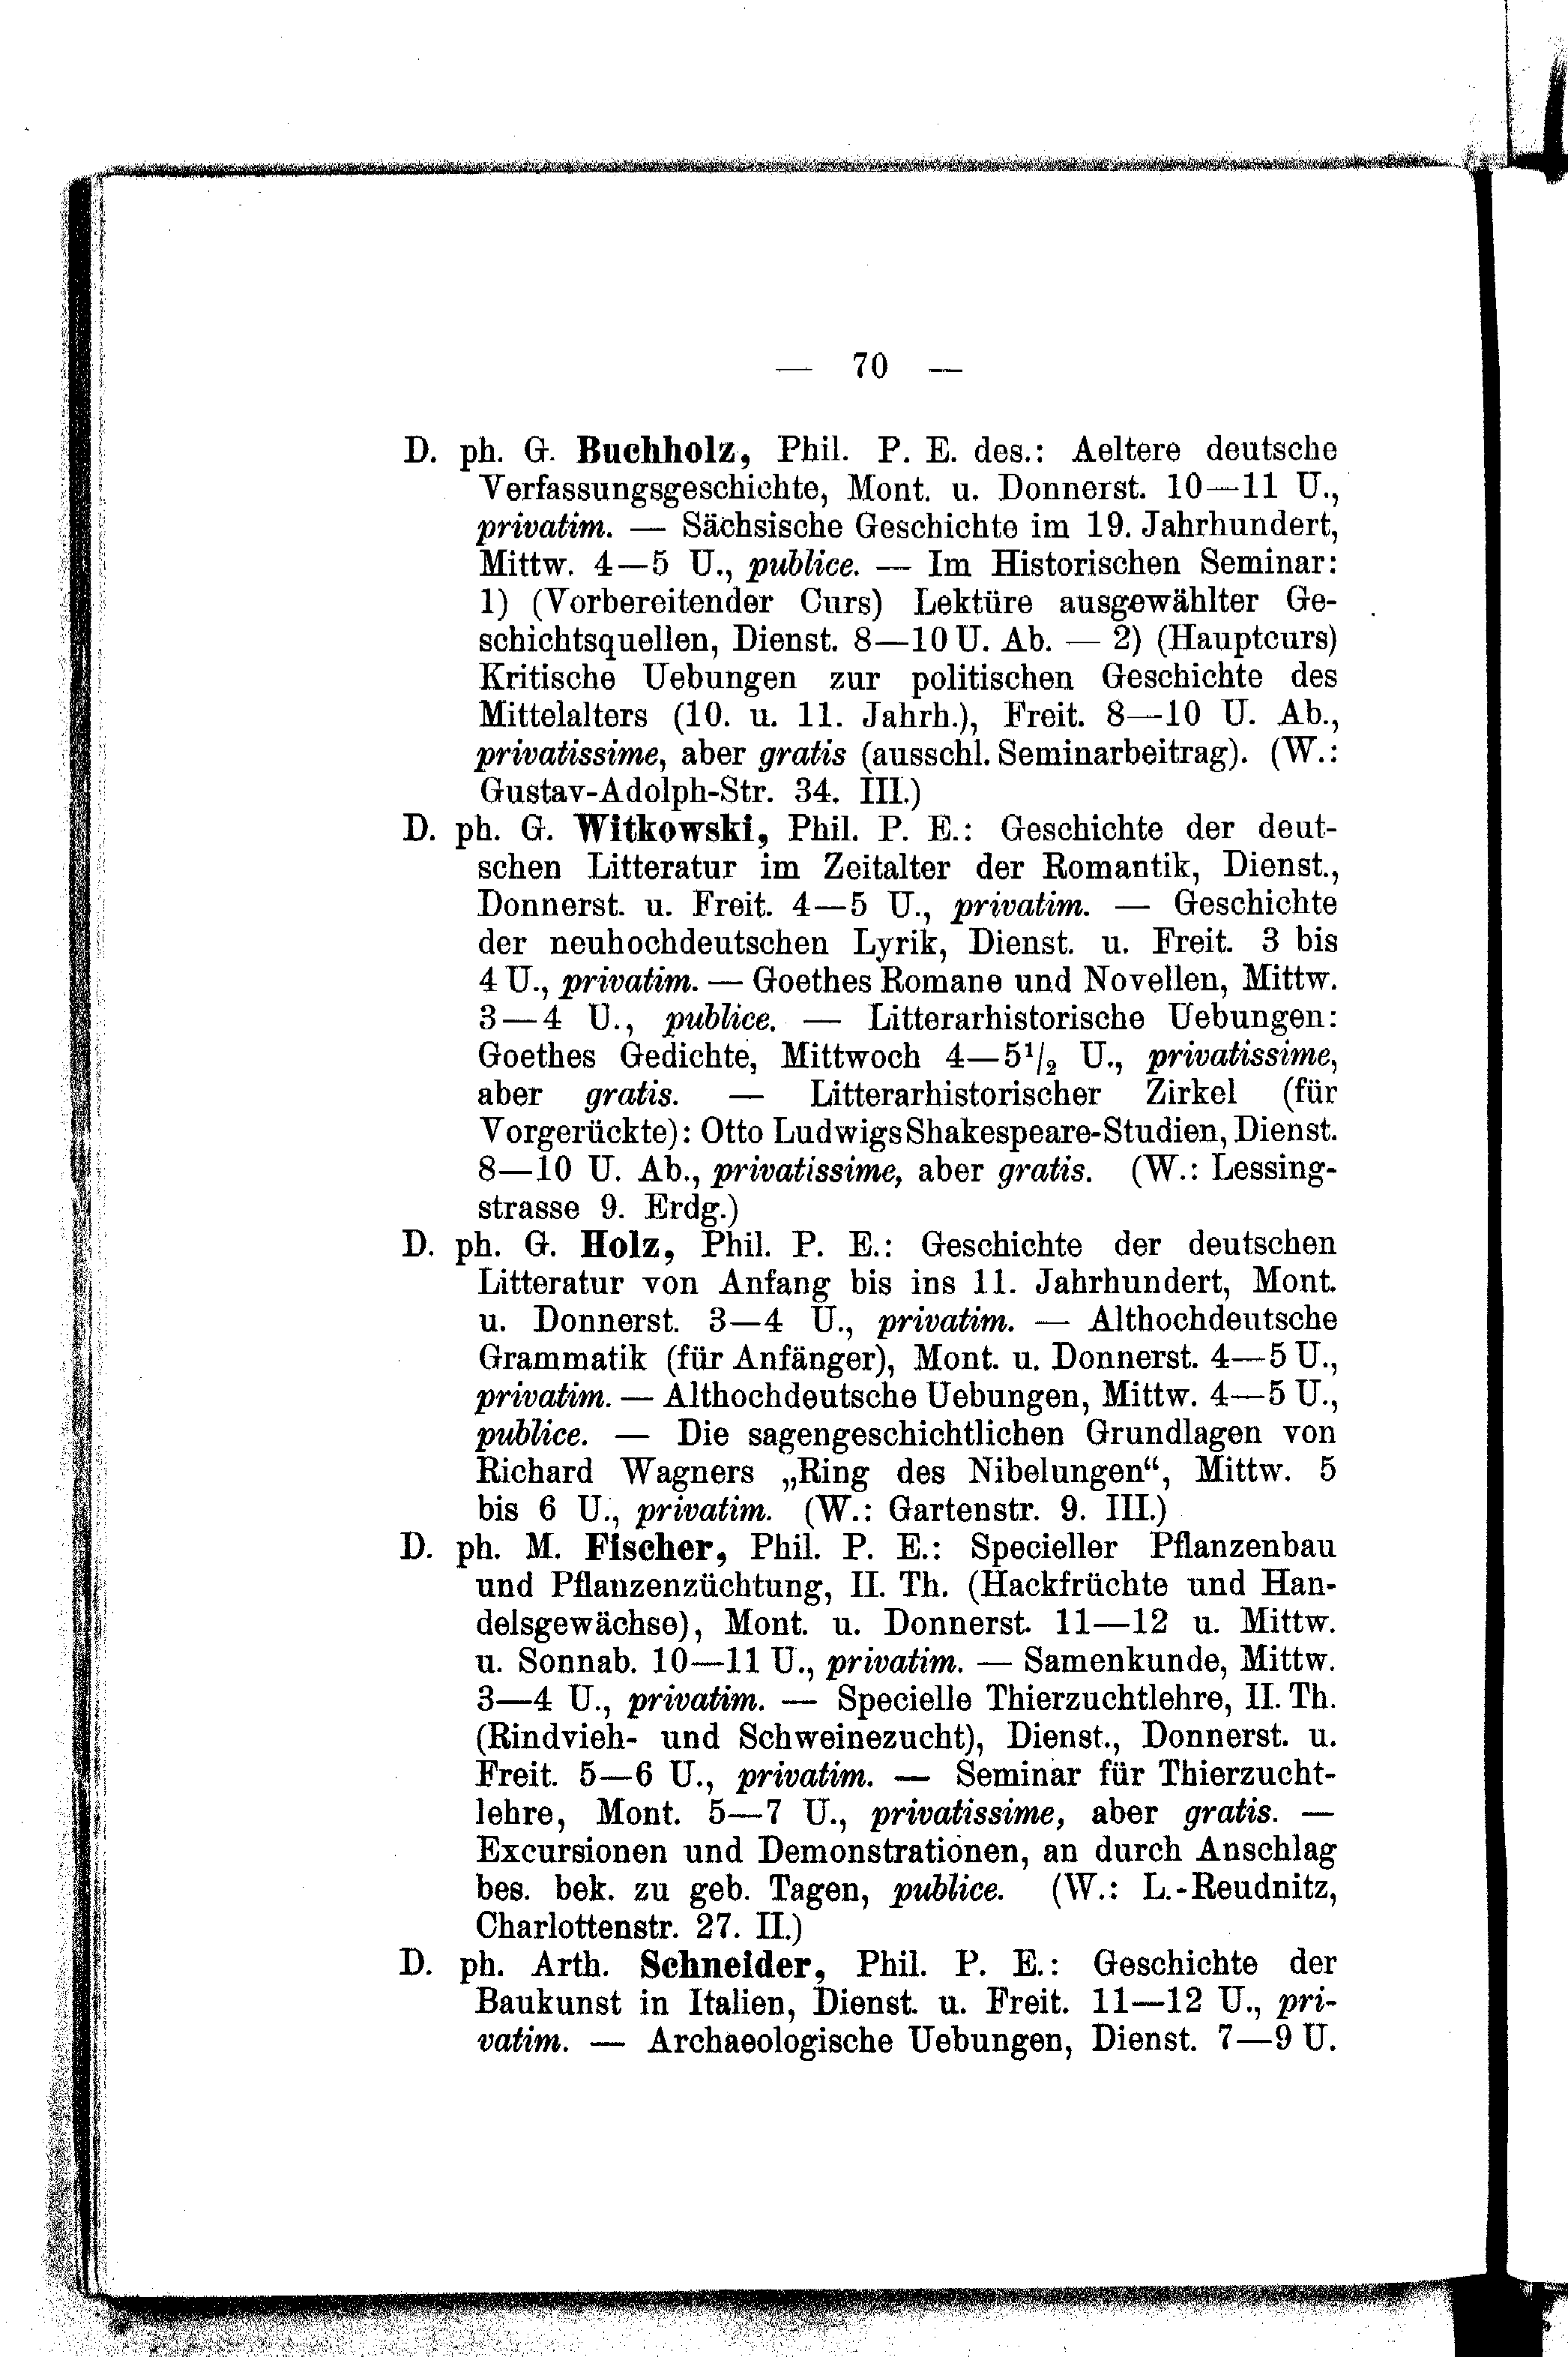 — 70 —
D. ph. G. Buchholz, Phil. P. E. des.: Aeltere deutsche
Verfassungsgeschichte, Mont. u. Donnerst. 10—11 U.,
privatim. — Sächsische Geschichte im 19. Jahrhundert,
Mittw. 4—5 U., publice. — Im Historischen Seminar:
1) (Vorbereitender Curs) Lektüre ausgewählter Ge-
schichtsquellen, Dienst. 8—10 U. Ab. — 2) (Hauptcurs)
Kritische Uebungen zur politischen Geschichte des
Mittelalters (10. u. 11. Jahrh.), Freit. 8—10 U. Ab.,
privatissime, aber gratis (ausschl. Seminarbeitrag). (W.:
Gustav-Adolph-Str. 34. III.)
D. ph. G. Witkowski, Phil. P. E.: Geschichte der deut-
schen Litteratur im Zeitalter der Romantik, Dienst.,
Donnerst. u. Freit. 4—5 U., privatim. — Geschichte
der neuhochdeutschen Lyrik, Dienst. u. Freit. 3 bis
4 U., privatim. — Goethes Romane und Novellen, Mittw.
3—4 U., publice. — Litterarhistorische Uebungen:
Goethes Gedichte, Mittwoch 4—5 1/2 U., privatissime,
aber gratis. — Litterarhistorischer Zirkel (für
Vorgerückte): Otto Ludwigs Shakespeare-Studien, Dienst.
8—10 U. Ab., privatissime, aber gratis. (W.: Lessing-
strasse 9. Erdg.)
D. ph. G. Holz, Phil. P. E.: Geschichte der deutschen
Litteratur von Anfang bis ins 11. Jahrhundert, Mont.
u. Donnerst. 3—4 U., privatim. — Althochdeutsche
Grammatik (für Anfänger), Mont. u. Donnerst. 4—5 U.,
privatim. — Althochdeutsche Uebungen, Mittw. 4—5 U.,
publice. — Die sagengeschichtlichen Grundlagen von
Richard Wagners „Ring des Nibelungen“, Mittw. 5
bis 6 U., privatim. (W.: Gartenstr. 9. III.)
D. ph. M. Fischer, Phil. P. E.: Specieller Pflanzenbau
und Pflanzenzüchtung, II. Th. (Hackfrüchte und Han-
delsgewächse), Mont. u. Donnerst. 11—12 u. Mittw.
u. Sonnab. 10—11 U., privatim. — Samenkunde, Mittw.
3—4 U., privatim. — Specielle Thierzuchtlehre, II. Th.
(Rindvieh- und Schweinezucht), Dienst., Donnerst. u.
Freit. 5—6 U., privatim. — Seminar für Thierzucht-
lehre, Mont. 5—7 U., privatissime, aber gratis. —
Excursionen und Demonstrationen, an durch Anschlag
bes. bek. zu geb. Tagen, publice. (W.: L.-Reudnitz,
Charlottenstr. 27. II.)
D. ph. Arth. Schneider, Phil. P. E.: Geschichte der
Baukunst in Italien, Dienst. u. Freit. 11—12 U., pri-
vatim. — Archaeologische Uebungen, Dienst. 7—9 U.